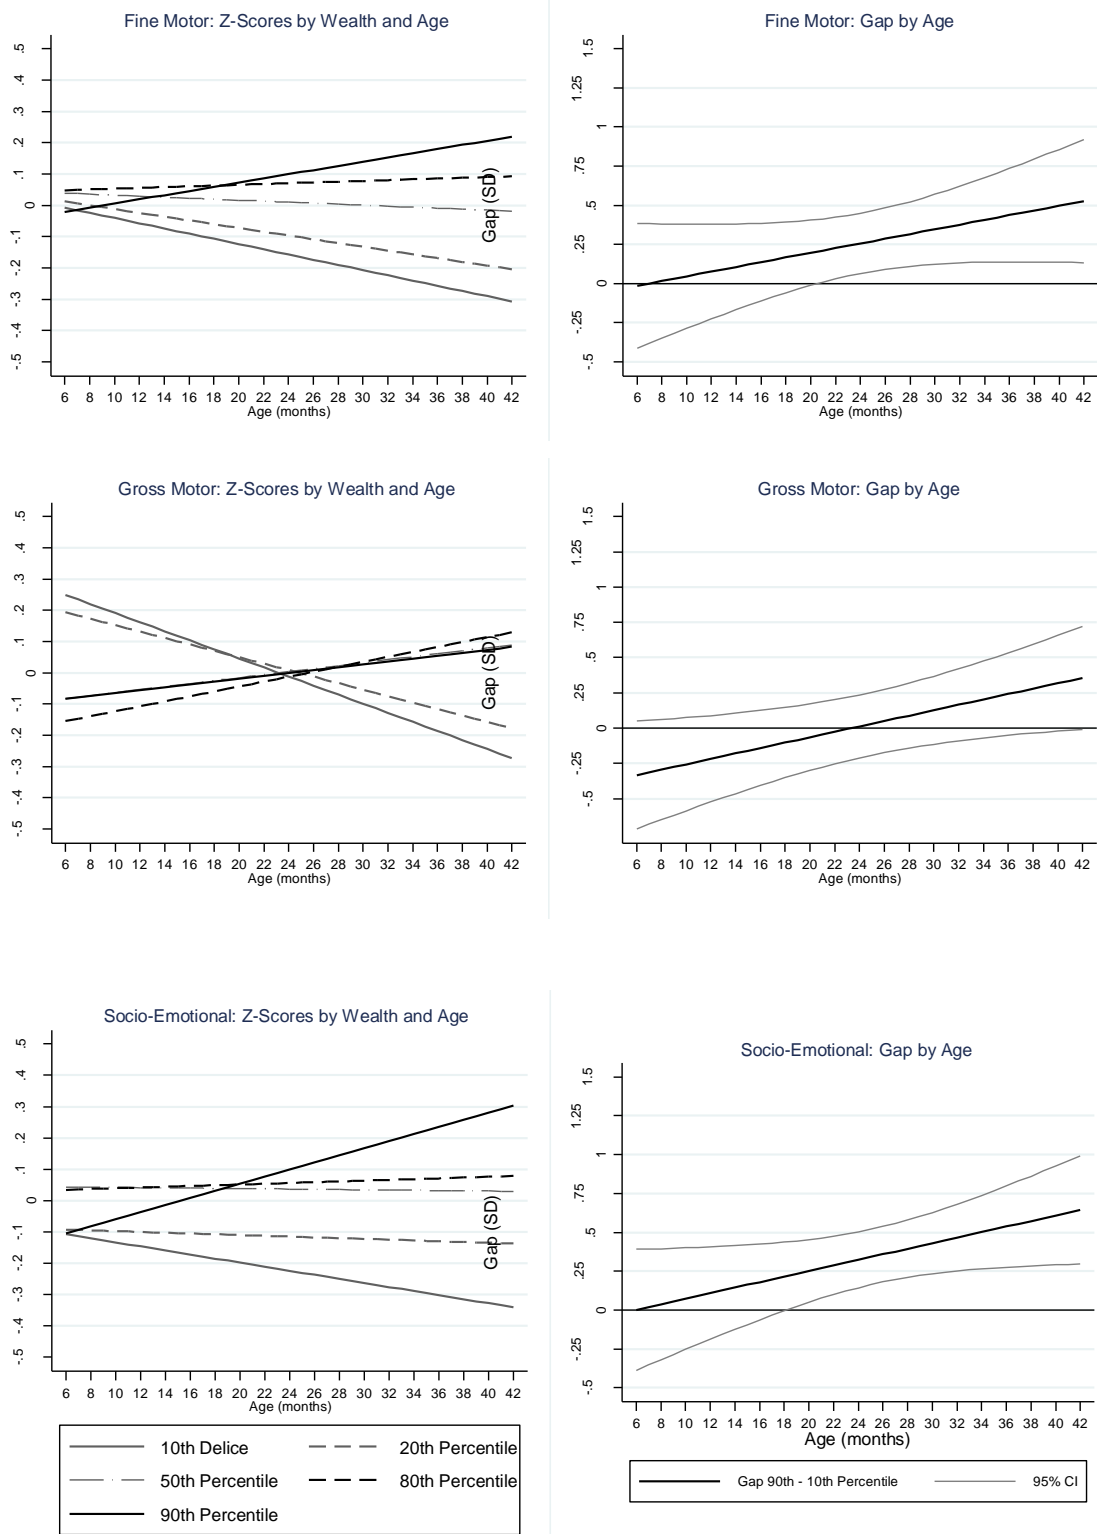 Fine Motor: Z-Scores by Wealth and Age
.5
.4
.3
.2
.1
0
-.1
-.2
-.3
-.4
-.5
6 8 10 12 14 16 18 20 22 24 26 28 30 32 34 36 38 40 42
Age (months)
Fine Motor: Gap by Age
Gap (SD)
1.5
1.25
1
.75
.5
.25
0
-.25
-.5
6 8 10 12 14 16 18 20 22 24 26 28 30 32 34 36 38 40 42
Age (months)
Gross Motor: Z-Scores by Wealth and Age
.5
.4
.3
.2
.1
0
-.1
-.2
-.3
-.4
-.5
6 8 10 12 14 16 18 20 22 24 26 28 30 32 34 36 38 40 42
Age (months)
Gross Motor: Gap by Age
Gap (SD)
1.5
1.25
1
.75
.5
.25
0
-.25
-.5
6 8 10 12 14 16 18 20 22 24 26 28 30 32 34 36 38 40 42
Age (months)
Socio-Emotional: Z-Scores by Wealth and Age
.5
.4
.3
.2
.1
0
-.1
-.2
-.3
-.4
-.5
6 8 10 12 14 16 18 20 22 24 26 28 30 32 34 36 38 40 42
Age (months)
10th Delice
20th Percentile
50th Percentile
80th Percentile
90th Percentile
Socio-Emotional: Gap by Age
Gap (SD)
1.5
1.25
1
.75
.5
.25
0
-.25
-.5
6 8 10 12 14 16 18 20 22 24 26 28 30 32 34 36 38 40 42
Age (months)
Gap 90th - 10th Percentile
95% CI